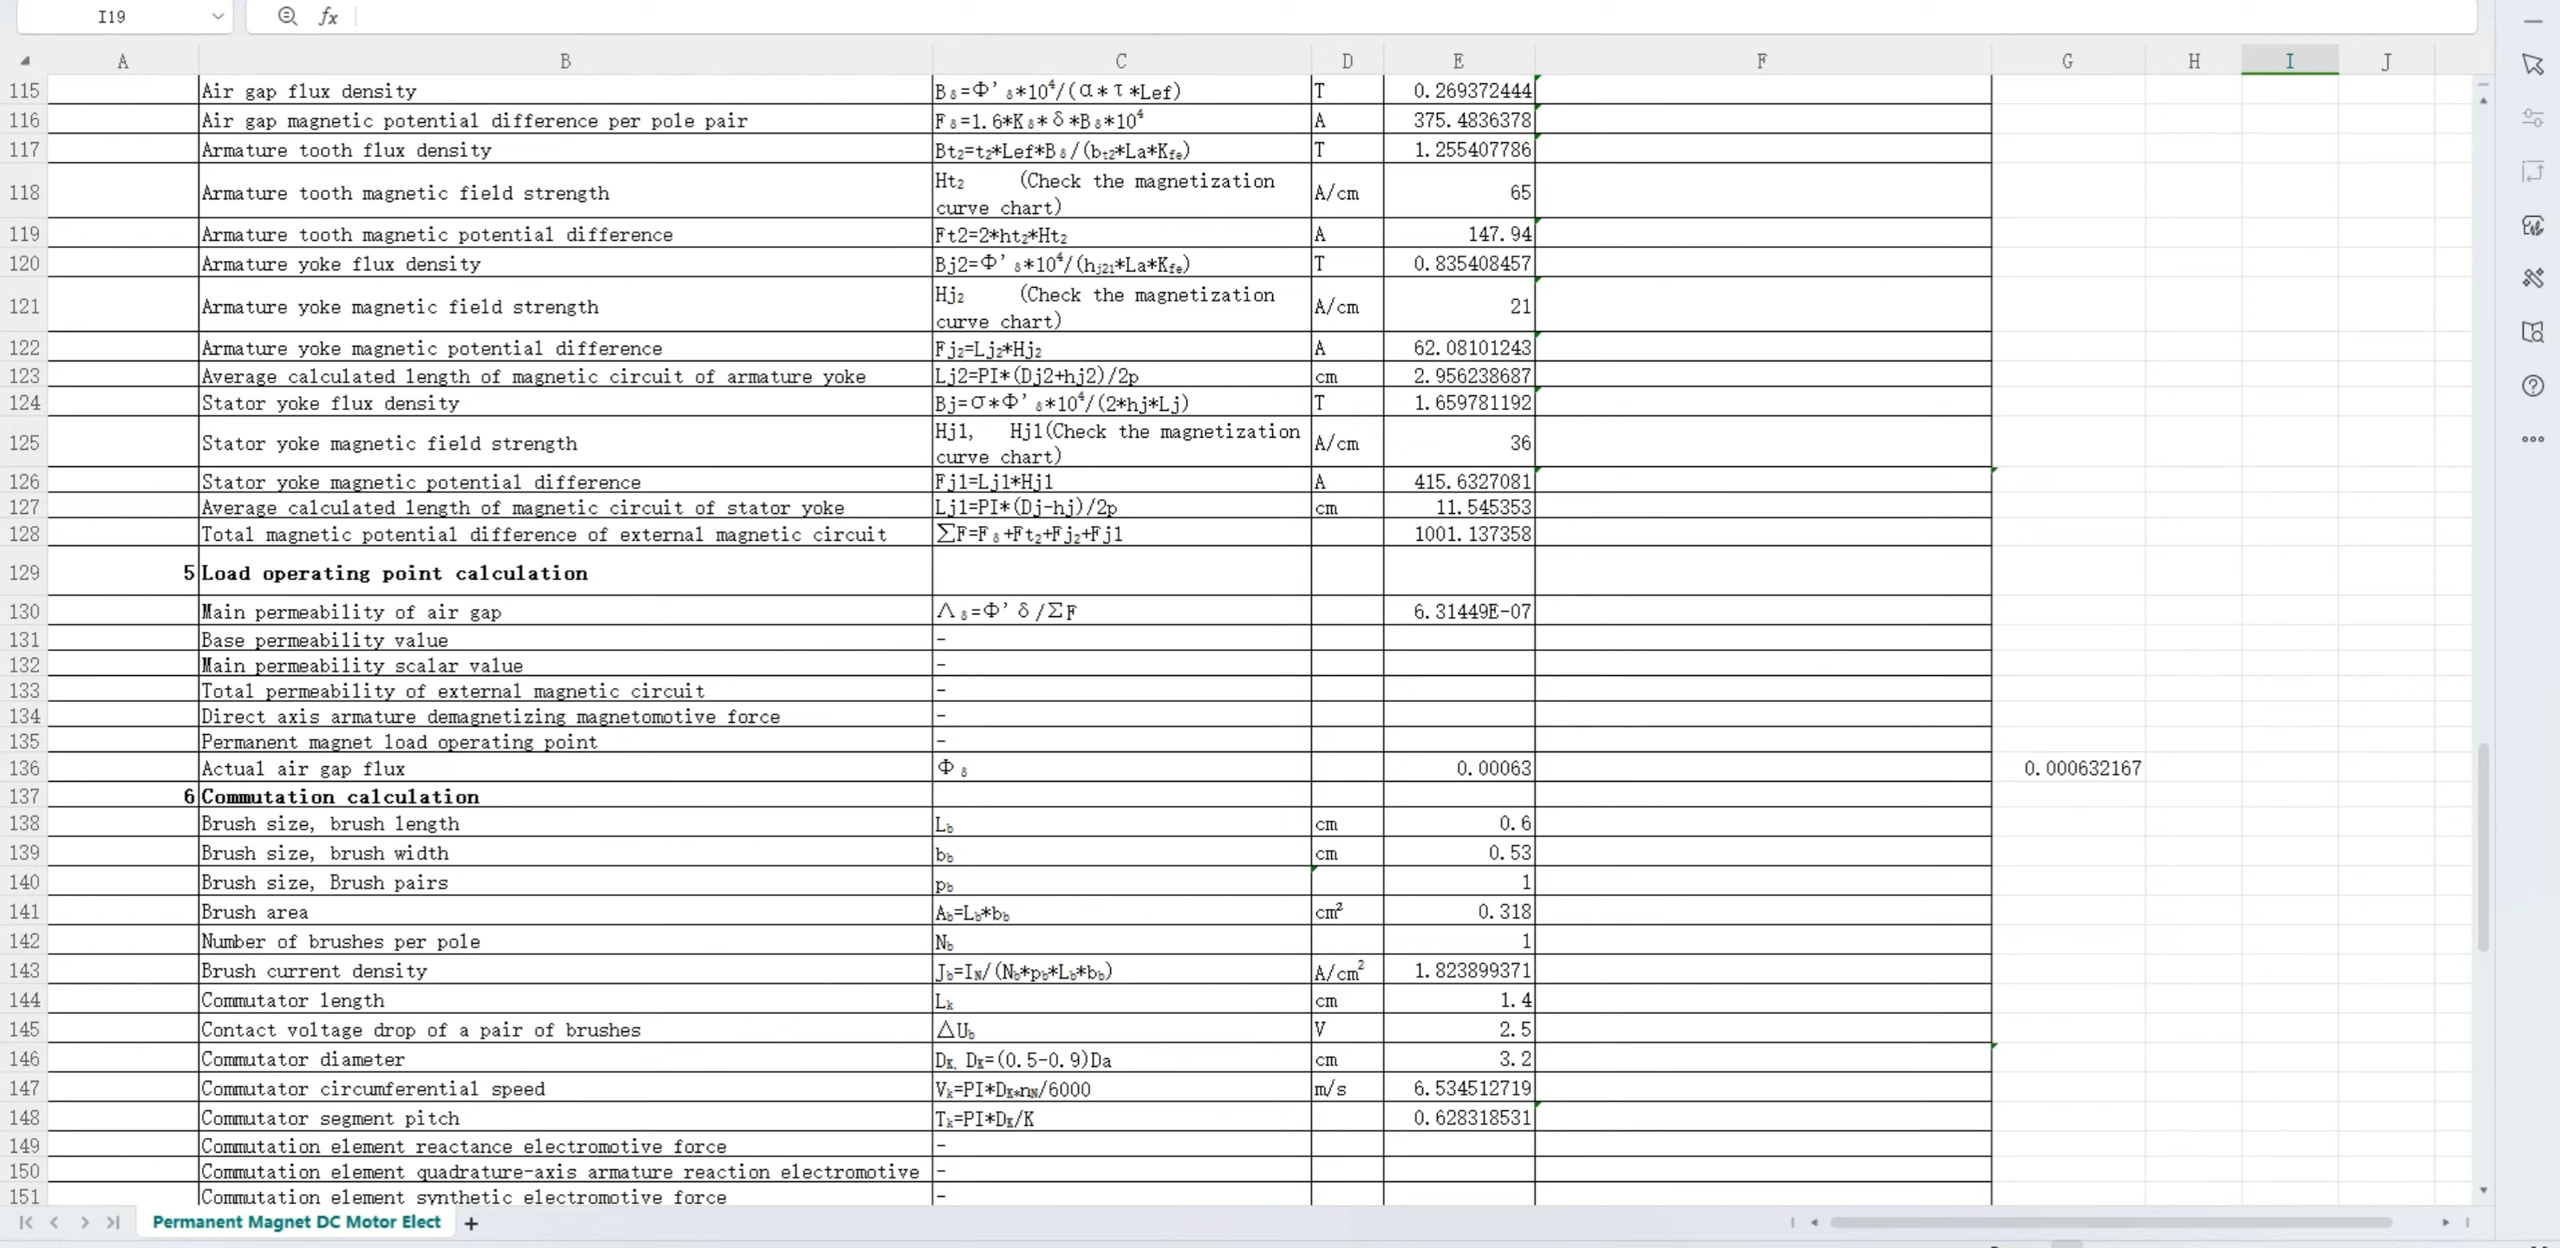 I19
fx
A B C D E F G H I J
115 Air gap flux density Bδ=Φ'δ*10⁴/(α*τ*Lef) T 0.269372444
116 Air gap magnetic potential difference per pole pair Fδ=1.6*Kδ*δ*Bδ*10⁴ A 375.4836378
117 Armature tooth flux density Bt₂=t₂*Lef*Bδ/(bt₂*La*Kfe) T 1.255407786
118 Armature tooth magnetic field strength Ht₂ (Check the magnetization
curve chart) A/cm 65
119 Armature tooth magnetic potential difference Ft2=2*ht₂*Ht₂ A 147.94
120 Armature yoke flux density Bj2=Φ'δ*10⁴/(hj21*La*Kfe) T 0.835408457
121 Armature yoke magnetic field strength Hj₂ (Check the magnetization
curve chart) A/cm 21
122 Armature yoke magnetic potential difference Fj₂=Lj₂*Hj₂ A 62.08101243
123 Average calculated length of magnetic circuit of armature yoke Lj2=PI*(Dj2+hj2)/2p cm 2.956238687
124 Stator yoke flux density Bj=σ*Φ'δ*10⁴/(2*hj*Lj) T 1.659781192
125 Stator yoke magnetic field strength Hj1, Hj1(Check the magnetization
curve chart) A/cm 36
126 Stator yoke magnetic potential difference Fj1=Lj1*Hj1 A 415.6327081
127 Average calculated length of magnetic circuit of stator yoke Lj1=PI*(Dj-hj)/2p cm 11.545353
128 Total magnetic potential difference of external magnetic circuit ∑F=Fδ+Ft₂+Fj₂+Fj1 1001.137358
129 5 Load operating point calculation
130 Main permeability of air gap Λδ=Φ'δ/ΣF 6.31449E-07
131 Base permeability value -
132 Main permeability scalar value -
133 Total permeability of external magnetic circuit -
134 Direct axis armature demagnetizing magnetomotive force -
135 Permanent magnet load operating point -
136 Actual air gap flux Φδ 0.00063 0.000632167
137 6 Commutation calculation
138 Brush size, brush length Lb cm 0.6
139 Brush size, brush width bb cm 0.53
140 Brush size, Brush pairs pb 1
141 Brush area Ab=Lb*bb cm² 0.318
142 Number of brushes per pole Nb 1
143 Brush current density Jb=IN/(Nb*pb*Lb*bb) A/cm² 1.823899371
144 Commutator length Lk cm 1.4
145 Contact voltage drop of a pair of brushes △Ub V 2.5
146 Commutator diameter DK, DK=(0.5-0.9)Da cm 3.2
147 Commutator circumferential speed Vk=PI*DK*nN/6000 m/s 6.534512719
148 Commutator segment pitch Tk=PI*DK/K 0.628318531
149 Commutation element reactance electromotive force -
150 Commutation element quadrature-axis armature reaction electromotive -
151 Commutation element synthetic electromotive force -
Permanent Magnet DC Motor Elect +